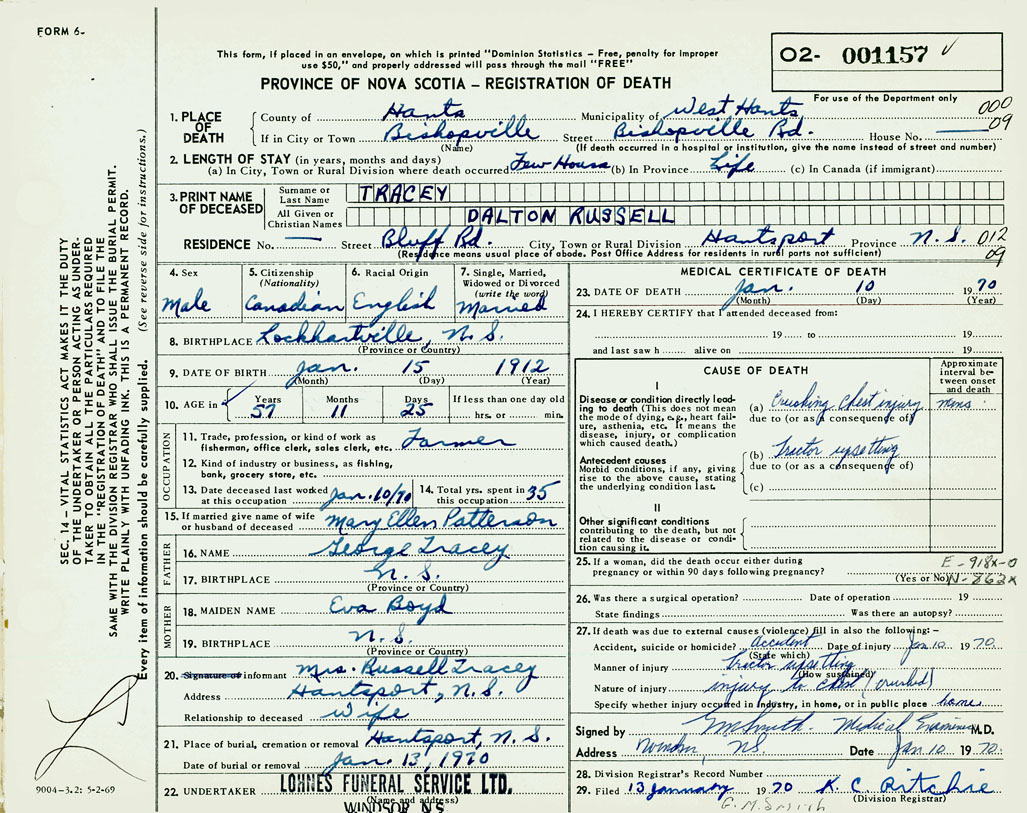 FORM 6-
This form, if placed in an envelope, on which is printed "Dominion Statistics – Free, penalty for improper
use $50," and properly addressed will pass through the mail "FREE"
O2- 001157 √
PROVINCE OF NOVA SCOTIA – REGISTRATION OF DEATH
For use of the Department only
000
09
1. PLACE OF DEATH
County of Hants Municipality of West Hants
If in City or Town Bishopville Street Bishopville Rd. House No. —
(Name) (If death occurred in a hospital or institution, give the name instead of street and number)
2. LENGTH OF STAY (in years, months and days)
(a) In City, Town or Rural Division where death occurred Few Hours (b) In Province Life (c) In Canada (if immigrant)
3. PRINT NAME OF DECEASED
Surname or Last Name TRACEY
All Given or Christian Names DALTON RUSSELL
RESIDENCE No. — Street Bluff Rd. City, Town or Rural Division Hantsport Province N.S. 012
09
(Residence means usual place of abode. Post Office Address for residents in rural parts not sufficient)
4. Sex Male
5. Citizenship (Nationality) Canadian
6. Racial Origin English
7. Single, Married, Widowed or Divorced (write the word) Married
8. BIRTHPLACE Lockhartville, N.S.
(Province or Country)
9. DATE OF BIRTH Jan. 15 1912
(Month) (Day) (Year)
10. AGE in Years 57 Months 11 Days 25 If less than one day old hrs. or min.
OCCUPATION
11. Trade, profession, or kind of work as
fisherman, office clerk, sales clerk, etc. Farmer
12. Kind of industry or business, as fishing,
bank, grocery store, etc.
13. Date deceased last worked at this occupation Jan. 10/70 14. Total yrs. spent in this occupation 35
15. If married give name of wife or husband of deceased Mary Ellen Patterson
FATHER
16. NAME George Tracey
17. BIRTHPLACE N.S.
(Province or Country)
MOTHER
18. MAIDEN NAME Eva Boyd
19. BIRTHPLACE N.S.
(Province or Country)
20. Signature of informant Mrs. Russell Tracey
Address Hantsport, N.S.
Relationship to deceased Wife
21. Place of burial, cremation or removal Hantsport, N.S.
Date of burial or removal Jan. 13, 1970
22. UNDERTAKER LOHNES FUNERAL SERVICE LTD.
(Name and address)
WINDSOR N.S
MEDICAL CERTIFICATE OF DEATH
23. DATE OF DEATH Jan. 10 1970
(Month) (Day) (Year)
24. I HEREBY CERTIFY that I attended deceased from:
19 to 19
and last saw h alive on 19
CAUSE OF DEATH
Approximate interval between onset and death
I
Disease or condition directly leading to death (This does not
mean the mode of dying, e.g., heart failure, asthenia, etc. It means the
disease, injury, or complication which caused death.)
(a) Crushing Chest injury mins
due to (or as a consequence of)
Antecedent causes
Morbid conditions, if any, giving
rise to the above cause, stating
the underlying condition last.
(b) Tractor upsetting
due to (or as a consequence of)
(c)
II
Other significant conditions
contributing to the death, but not
related to the disease or condition causing it.
25. If a woman, did the death occur either during
pregnancy or within 90 days following pregnancy?
(Yes or No)
E-918X-0
N-862X
26. Was there a surgical operation? Date of operation 19
State findings Was there an autopsy?
27. If death was due to external causes (violence) fill in also the following:–
Accident, suicide or homicide? accident Date of injury Jan 10 1970
(State which)
Manner of injury Tractor upsetting
(How sustained)
Nature of injury injury to chest (crushed)
Specify whether injury occurred in Industry, in home, or in public place home
Signed by Medical Examiner M.D.
Address Windsor NS Date Jan 10 1970
28. Division Registrar's Record Number
29. Filed 13 January 1970 K. C. Ritchie
(Division Registrar)
G. M. Smith
SEC. 14 – VITAL STATISTICS ACT MAKES IT THE DUTY
OF THE UNDERTAKER OR PERSON ACTING AS UNDER-
TAKER TO OBTAIN ALL THE PARTICULARS REQUIRED
IN THE "REGISTRATION OF DEATH" AND TO FILE THE
SAME WITH THE DIVISION REGISTRAR WHO SHALL ISSUE THE BURIAL PERMIT.
WRITE PLAINLY WITH UNFADING INK. THIS IS A PERMANENT RECORD.
Every item of information should be carefully supplied. (See reverse side for instructions.)
9004-3.2: 5-2-69